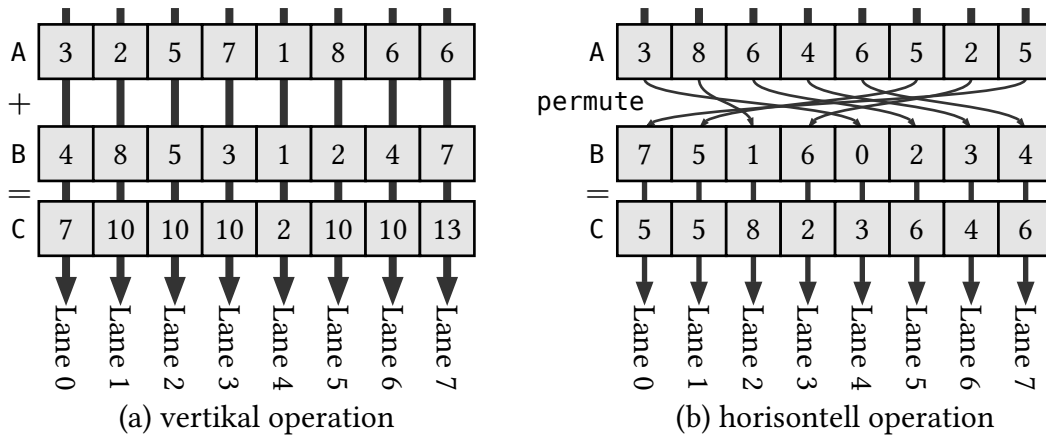 A 3 2 5 7 1 8 6 6
+
B 4 8 5 3 1 2 4 7
=
C 7 10 10 10 2 10 10 13
Lane 0 Lane 1 Lane 2 Lane 3 Lane 4 Lane 5 Lane 6 Lane 7
(a) vertikal operation
A 3 8 6 4 6 5 2 5
permute
B 7 5 1 6 0 2 3 4
=
C 5 5 8 2 3 6 4 6
Lane 0 Lane 1 Lane 2 Lane 3 Lane 4 Lane 5 Lane 6 Lane 7
(b) horisontell operation